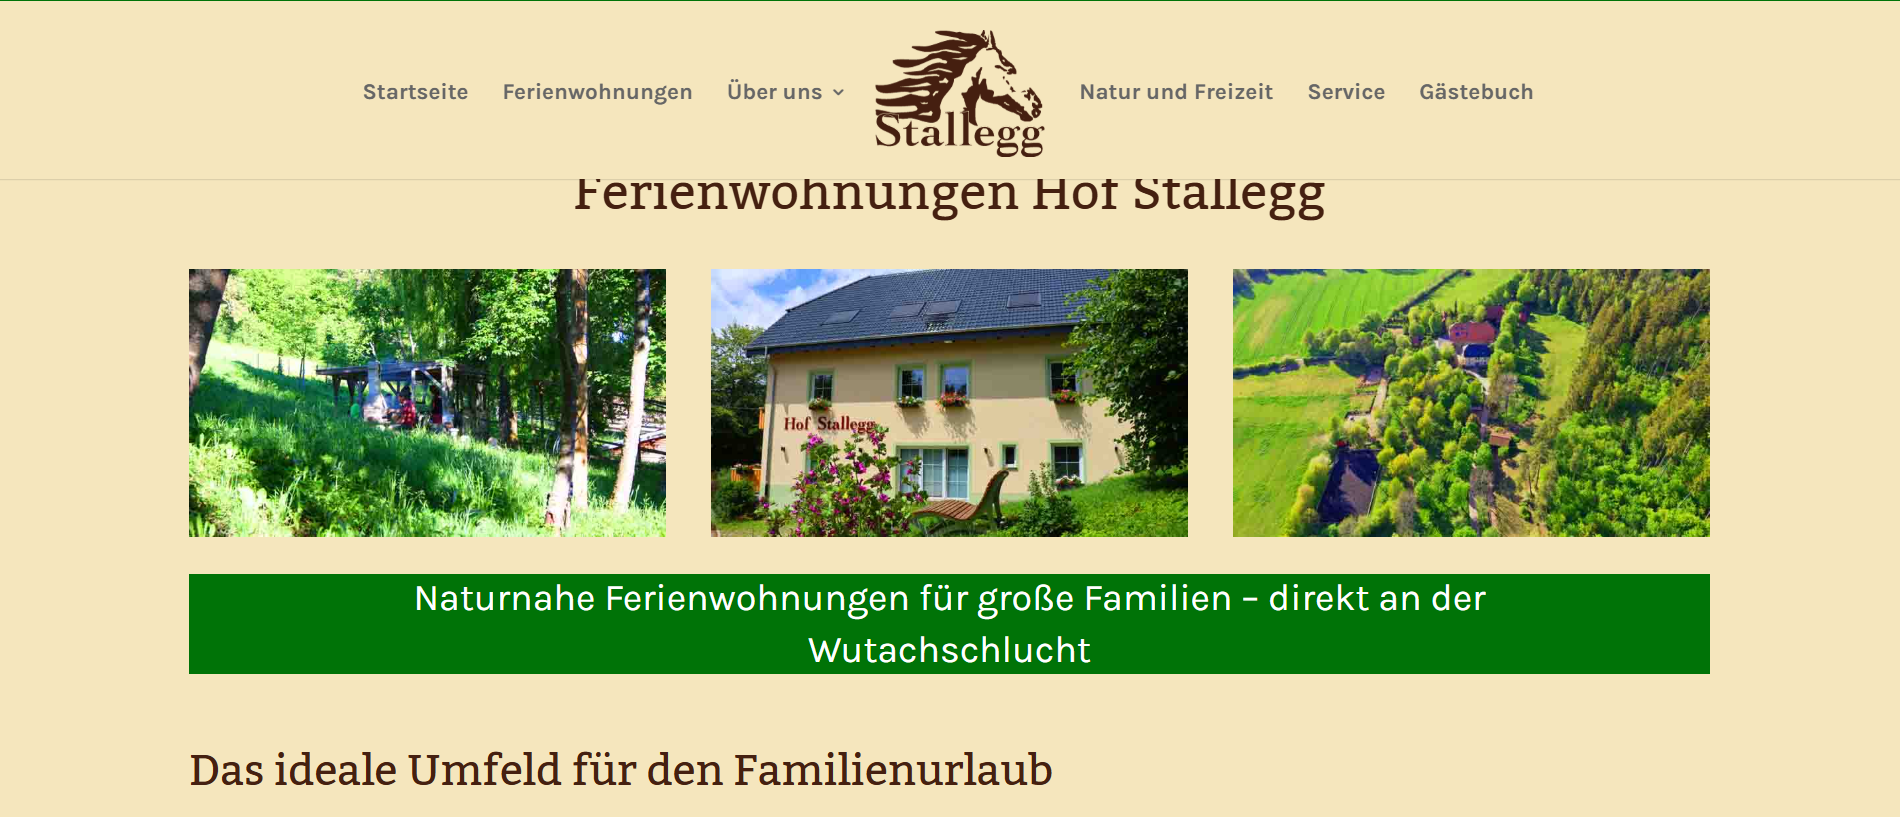 Startseite
Ferienwohnungen
Über uns
Stallegg
Natur und Freizeit
Service
Gästebuch
Ferienwohnungen Hof Stallegg
Hof Stallegg
Naturnahe Ferienwohnungen für große Familien – direkt an der
Wutachschlucht
Das ideale Umfeld für den Familienurlaub